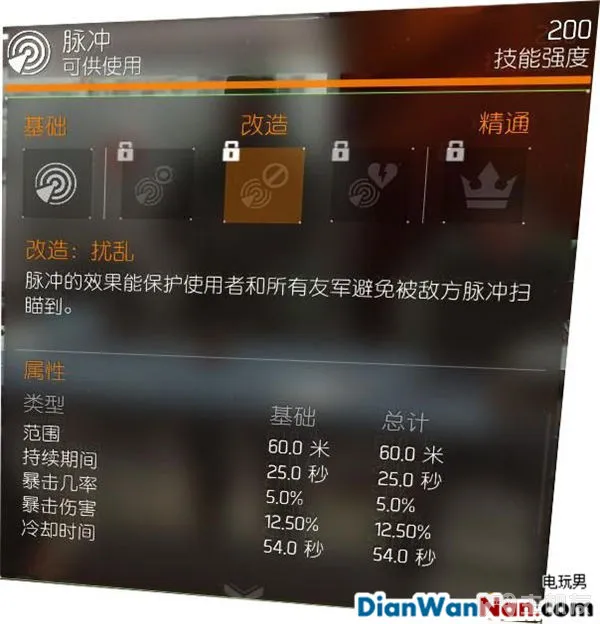 脉冲
可供使用
200
技能强度
基础
改造
精通
改造：扰乱
脉冲的效果能保护使用者和所有友军避免被敌方脉冲扫
瞄到。
属性
类型 基础 总计
范围 60.0 米 60.0 米
持续期间 25.0 秒 25.0 秒
暴击几率 5.0% 5.0%
暴击伤害 12.50% 12.50%
冷却时间 54.0 秒 54.0 秒
电玩男
DianWanNan.com